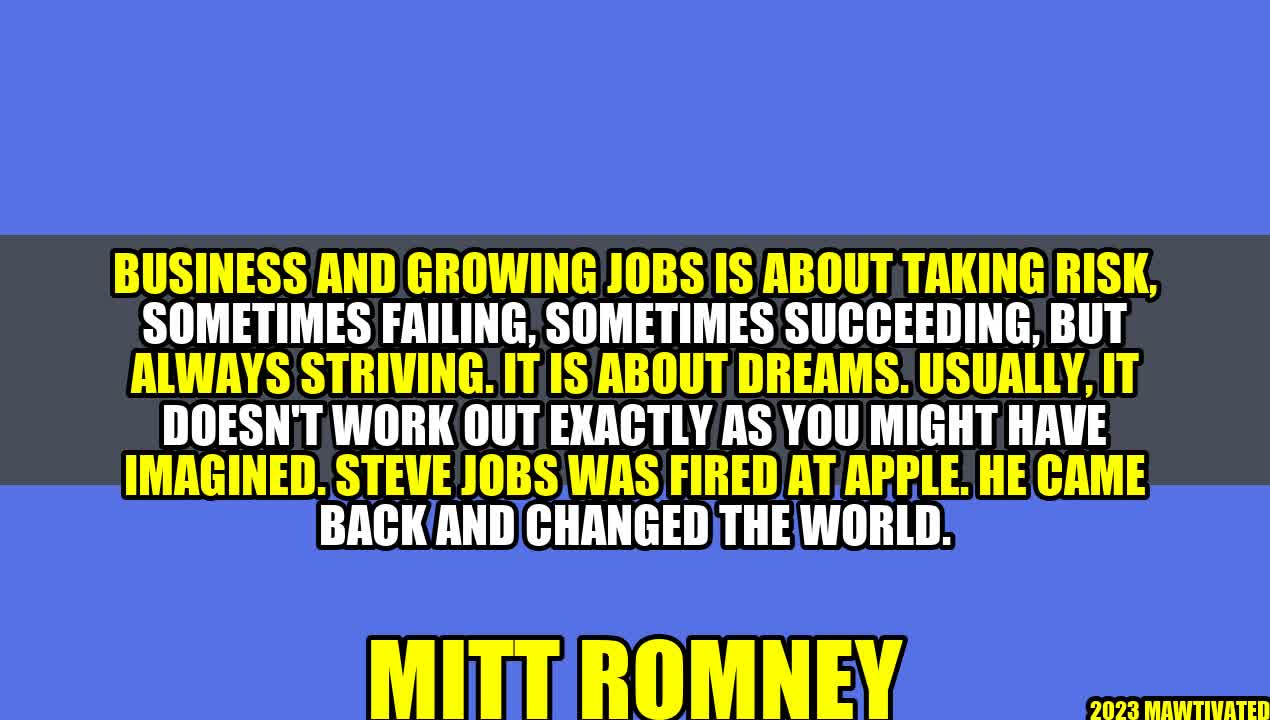 BUSINESS AND GROWING JOBS IS ABOUT TAKING RISK,
SOMETIMES FAILING, SOMETIMES SUCCEEDING, BUT
ALWAYS STRIVING. IT IS ABOUT DREAMS. USUALLY, IT
DOESN'T WORK OUT EXACTLY AS YOU MIGHT HAVE
IMAGINED. STEVE JOBS WAS FIRED AT APPLE. HE CAME
BACK AND CHANGED THE WORLD.
MITT ROMNEY
2023 MAWTIVATED